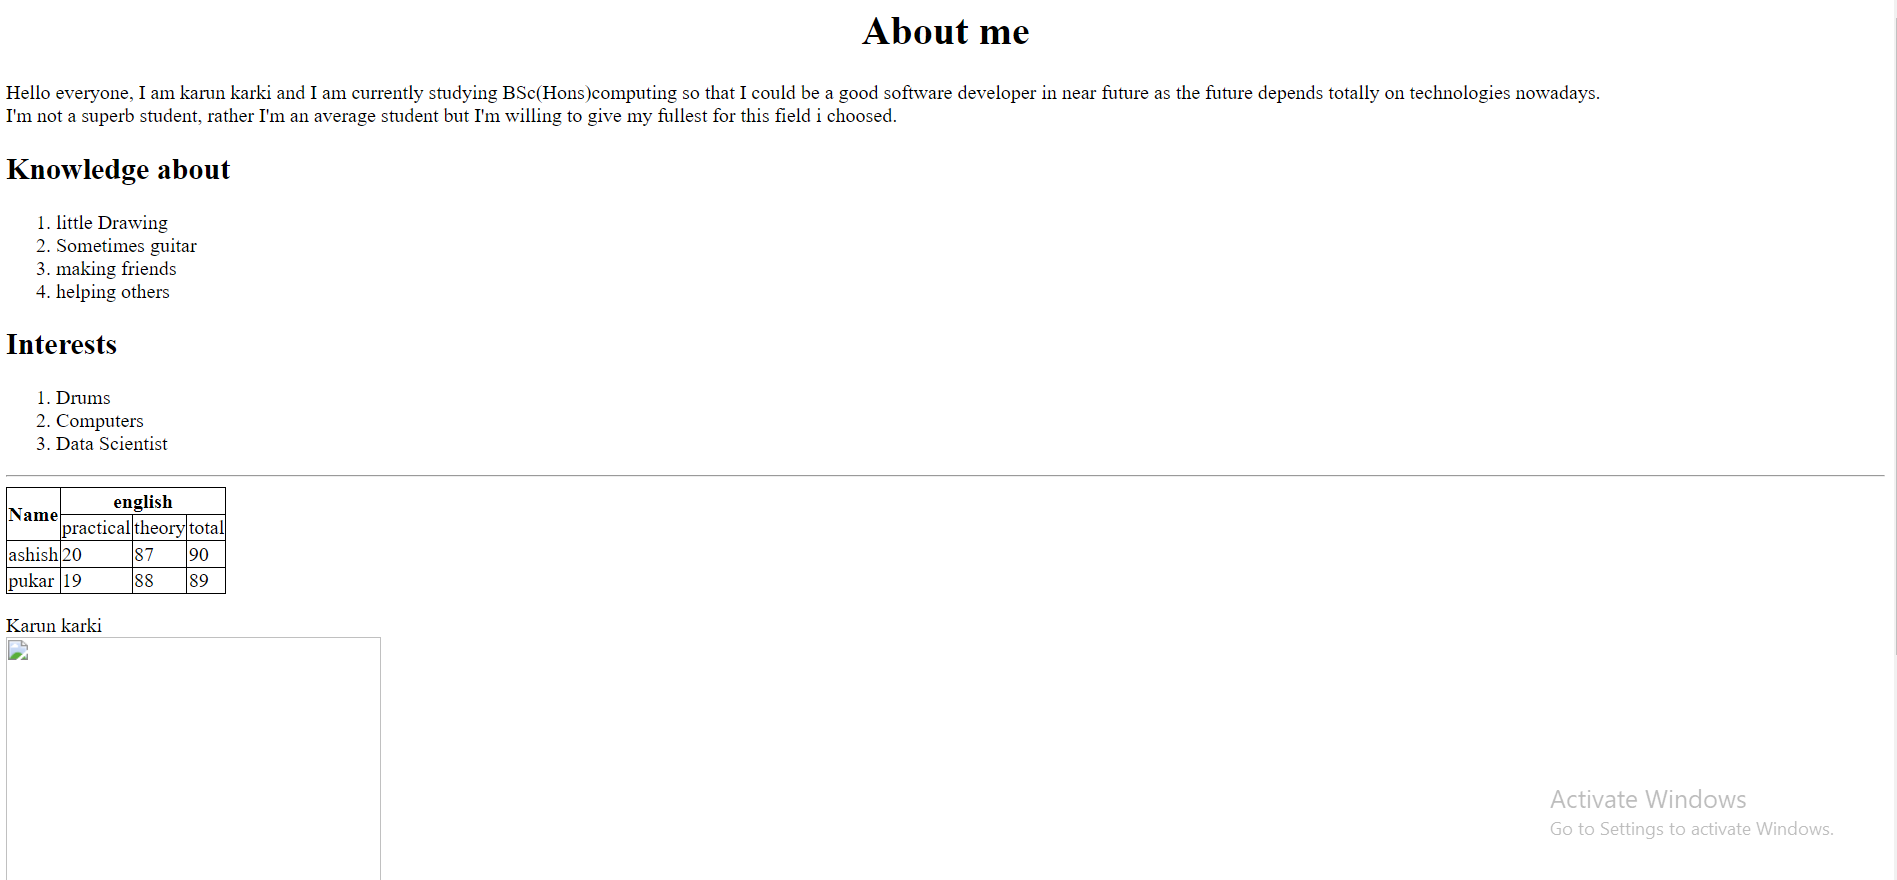 About me
Hello everyone, I am karun karki and I am currently studying BSc(Hons)computing so that I could be a good software developer in near future as the future depends totally on technologies nowadays.
I'm not a superb student, rather I'm an average student but I'm willing to give my fullest for this field i choosed.
Knowledge about
1. little Drawing
2. Sometimes guitar
3. making friends
4. helping others
Interests
1. Drums
2. Computers
3. Data Scientist
Name english
practical theory total
ashish 20 87 90
pukar 19 88 89
Karun karki
Activate Windows
Go to Settings to activate Windows.